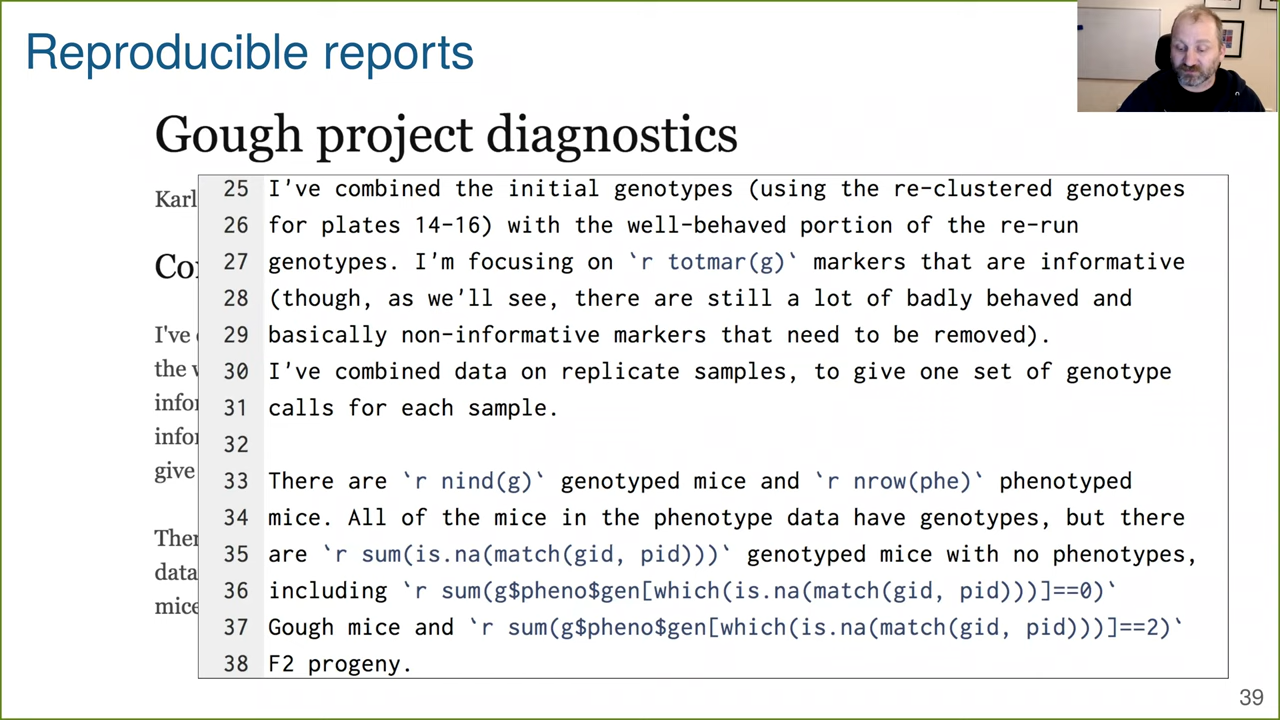 Reproducible reports
Gough project diagnostics
Karl
I've
the
give
data
mice
25 I've combined the initial genotypes (using the re-clustered genotypes
26 for plates 14-16) with the well-behaved portion of the re-run
27 genotypes. I'm focusing on `r totmar(g)` markers that are informative
28 (though, as we'll see, there are still a lot of badly behaved and
29 basically non-informative markers that need to be removed).
30 I've combined data on replicate samples, to give one set of genotype
31 calls for each sample.
32
33 There are `r nind(g)` genotyped mice and `r nrow(phe)` phenotyped
34 mice. All of the mice in the phenotype data have genotypes, but there
35 are `r sum(is.na(match(gid, pid)))` genotyped mice with no phenotypes,
36 including `r sum(g$pheno$gen[which(is.na(match(gid, pid)))]==0)`
37 Gough mice and `r sum(g$pheno$gen[which(is.na(match(gid, pid)))]==2)`
38 F2 progeny.
39